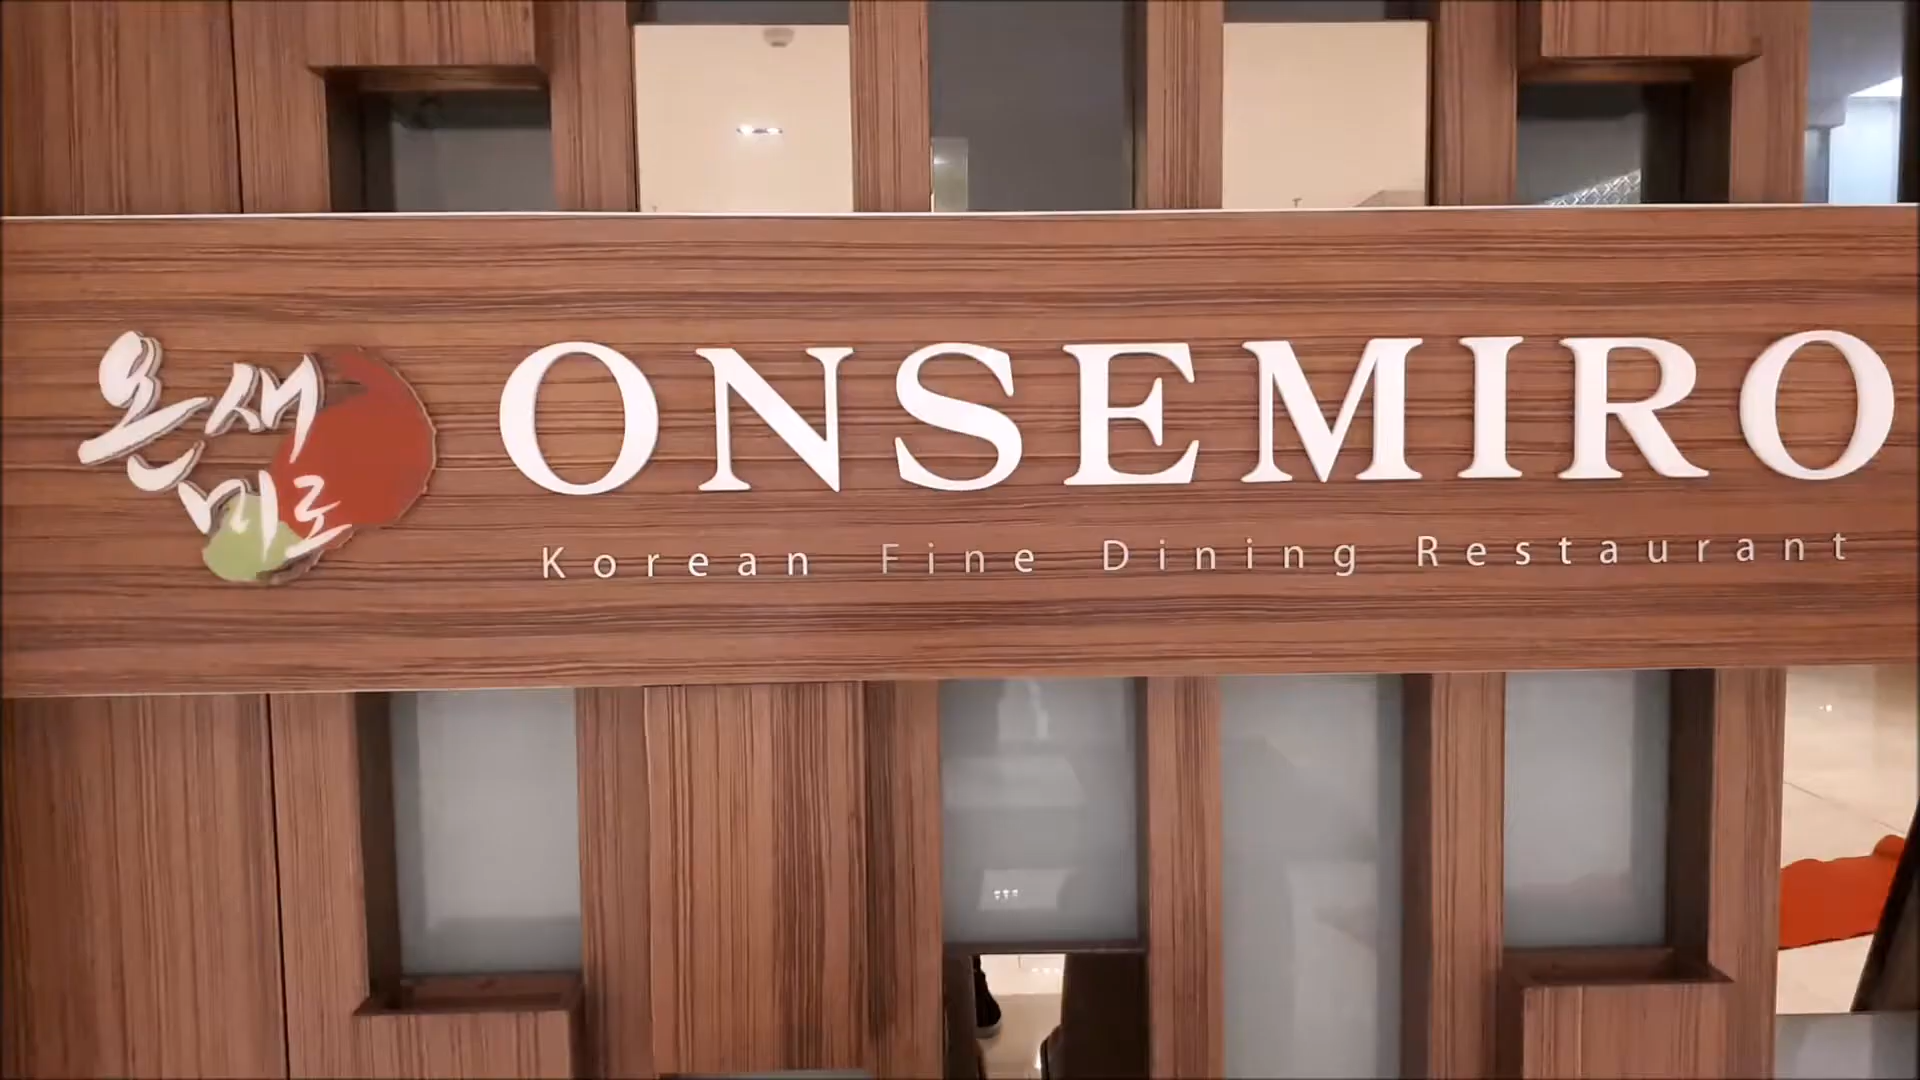 온새
미로
ONSEMIRO
Korean Fine Dining Restaurant